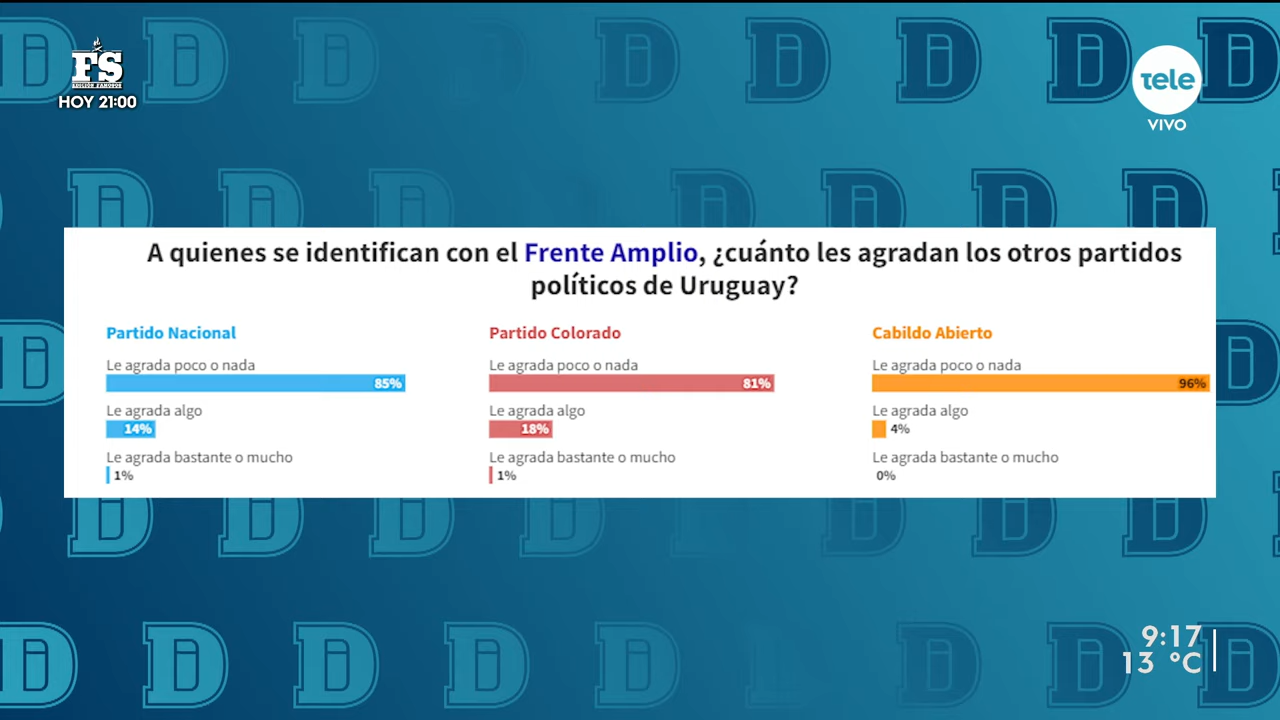 FS
HOY 21:00
tele
VIVO
A quienes se identifican con el Frente Amplio, ¿cuánto les agradan los otros partidos
políticos de Uruguay?
Partido Nacional
Le agrada poco o nada
85%
Le agrada algo
14%
Le agrada bastante o mucho
1%
Partido Colorado
Le agrada poco o nada
81%
Le agrada algo
18%
Le agrada bastante o mucho
1%
Cabildo Abierto
Le agrada poco o nada
96%
Le agrada algo
4%
Le agrada bastante o mucho
0%
9:17
13 °C